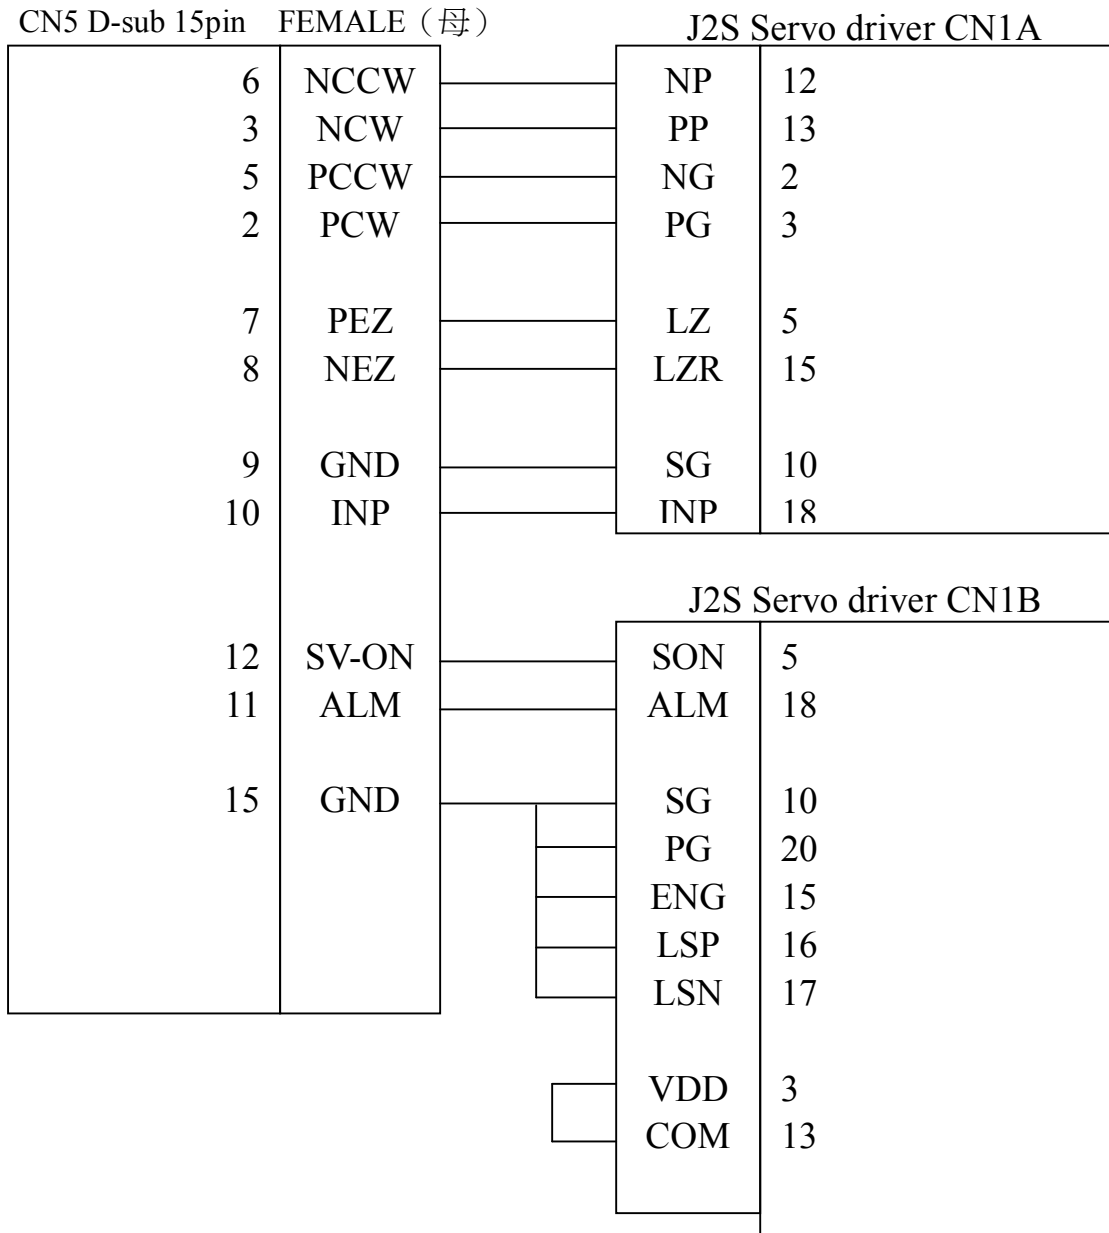 CN5 D-sub 15pin FEMALE（母）
J2S Servo driver CN1A
6 NCCW NP 12
3 NCW PP 13
5 PCCW NG 2
2 PCW PG 3
7 PEZ LZ 5
8 NEZ LZR 15
9 GND SG 10
10 INP INP 18
J2S Servo driver CN1B
12 SV-ON SON 5
11 ALM ALM 18
15 GND SG 10
PG 20
ENG 15
LSP 16
LSN 17
VDD 3
COM 13